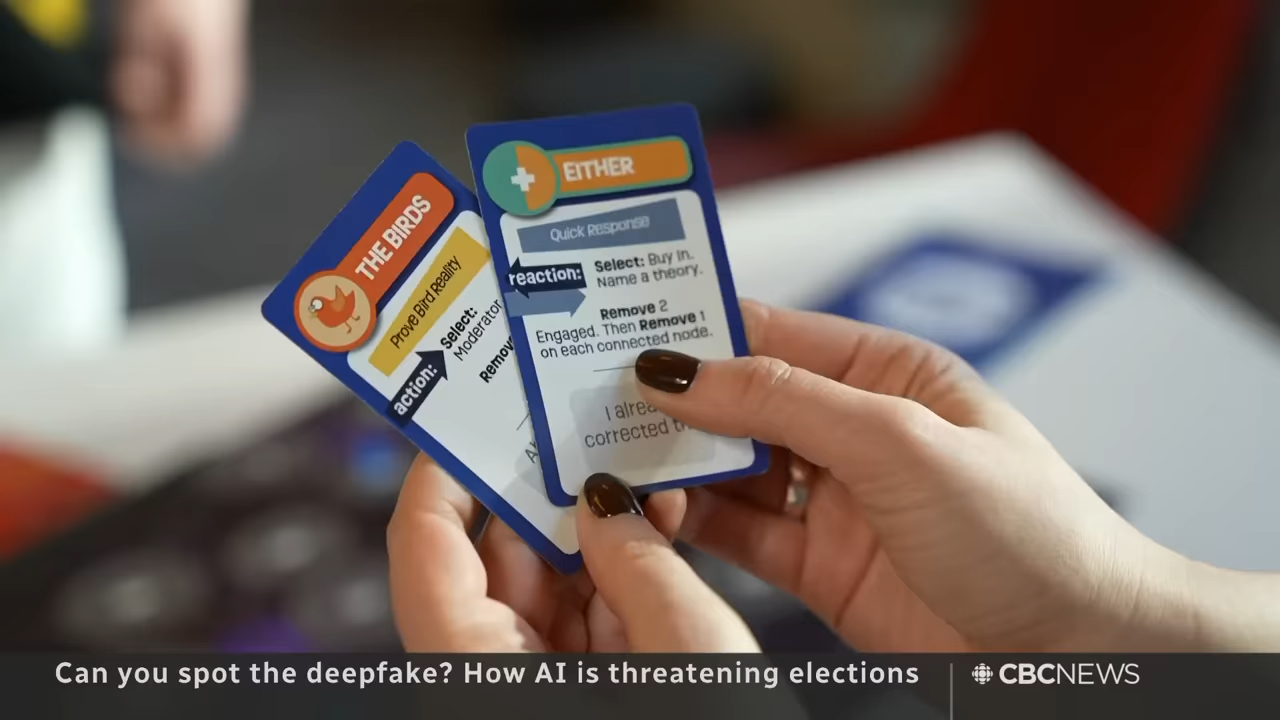 THE BIRDS
Prove Bird Reality
action:
Select:
Moderator
EITHER
Quick Response
reaction:
Select: Buy In.
Name a theory.
Remove 2
Engaged. Then Remove 1
on each connected node.
I
corrected
Can you spot the deepfake? How AI is threatening elections
CBCNEWS